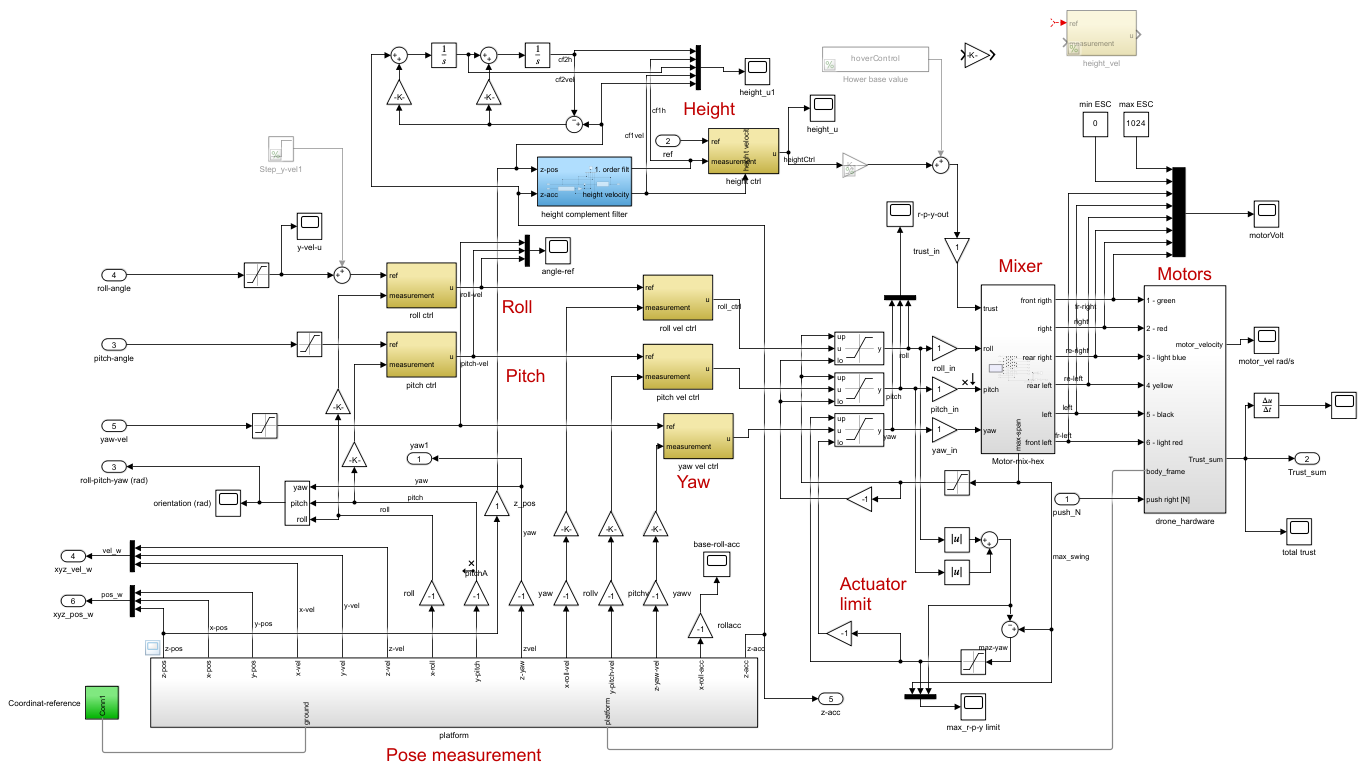 ref
measurement
u
height_vel
hoverControl
Hower base value
-K-
1
s
1
s
cf2h
cf2vel
-K-
-K-
height_u1
Height
cf1h
cf1vel
height_u
min ESC
max ESC
0
1024
2
ref
ref
measurement
height velocity
u
height ctrl
heightCtrl
Step_y-vel1
z-pos
z-acc
1. order filt
height velocity
height complement filter
y-vel-u
angle-ref
r-p-y-out
trust_in
1
motorVolt
4
roll-angle
ref
measurement
u
roll ctrl
roll-vel
Roll
ref
measurement
u
roll vel ctrl
roll_ctrl
Mixer
Motors
trust
roll
pitch
yaw
front rigth
right
rear right
rear left
left
front left
max-span
Motor-mix-hex
fr-right
right
re-right
re-left
left
fr-left
1 - green
2 - red
3 - light blue
4 yellow
5 - black
6 - light red
body_frame
push right [N]
motor_velocity
Trust_sum
drone_hardware
motor_vel rad/s
3
pitch-angle
ref
measurement
u
pitch ctrl
pitch-vel
Pitch
ref
measurement
u
pitch vel ctrl
up
u
lo
y
roll
1
roll_in
up
u
lo
y
pitch
1
pitch_in
up
u
lo
y
yaw
1
yaw_in
Δu
Δt
5
yaw-vel
-K-
-K-
ref
measurement
u
yaw vel ctrl
Yaw
3
roll-pitch-yaw (rad)
yaw1
1
orientation (rad)
yaw
pitch
roll
yaw
pitch
roll
1
z_pos
yaw
-K-
-K-
-K-
-1
1
push_N
2
Trust_sum
total trust
|u|
|u|
max_swing
base-roll-acc
4
xyz_vel_w
vel_w
6
xyz_pos_w
pos_w
x-pos
y-pos
x-vel
y-vel
pitchA
roll
-1
-1
-1
yaw
-1
rollv
-1
pitchv
-1
yawv
-1
rollacc
Actuator
limit
-1
maz-yaw
max_r-p-y limit
z-pos
z-vel
zvel
z-acc
z-pos
x-pos
y-pos
x-vel
y-vel
z-vel
x-roll
y-pitch
z-yaw
x-roll-vel
y-pitch-vel
z-yaw-vel
x-roll-acc
z-acc
ground
platform
platform
5
z-acc
Coordinat-reference
Conn1
Pose measurement